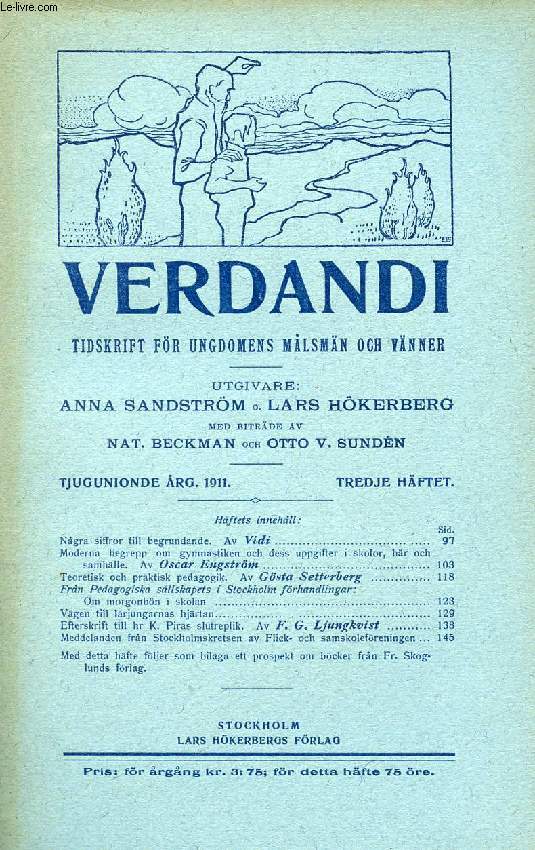 Le-livre.com
VERDANDI
TIDSKRIFT FÖR UNGDOMENS MÅLSMÄN OCH VÄNNER
UTGIVARE:
ANNA SANDSTRÖM o. LARS HÖKERBERG
MED BITRÄDE AV
NAT. BECKMAN OCH OTTO V. SUNDÉN
TJUGUNIONDE ÅRG. 1911. TREDJE HÄFTET.
Häftets innehåll:
Sid.
Några siffror till begrundande. Av Vidi 97
Moderna begrepp om gymnastiken och dess uppgifter i skolor, här och
samhälle. Av Oscar Engström 103
Teoretisk och praktisk pedagogik. Av Gösta Setterberg 118
Från Pedagogiska sällskapets i Stockholm förhandlingar:
Om morgonbön i skolan 123
Vägen till lärjungarnas hjärtan 129
Efterskrift till hr K. Piras slutreplik. Av F. G. Ljungkvist 138
Meddelanden från Stockholmskretsen av Flick- och samskoleföreningen 145
Med detta häfte följer som bilaga ett prospekt om böcker från Fr. Skog-
lunds förlag.
STOCKHOLM
LARS HÖKERBERGS FÖRLAG
Pris: för årgång kr. 3: 75; för detta häfte 75 öre.